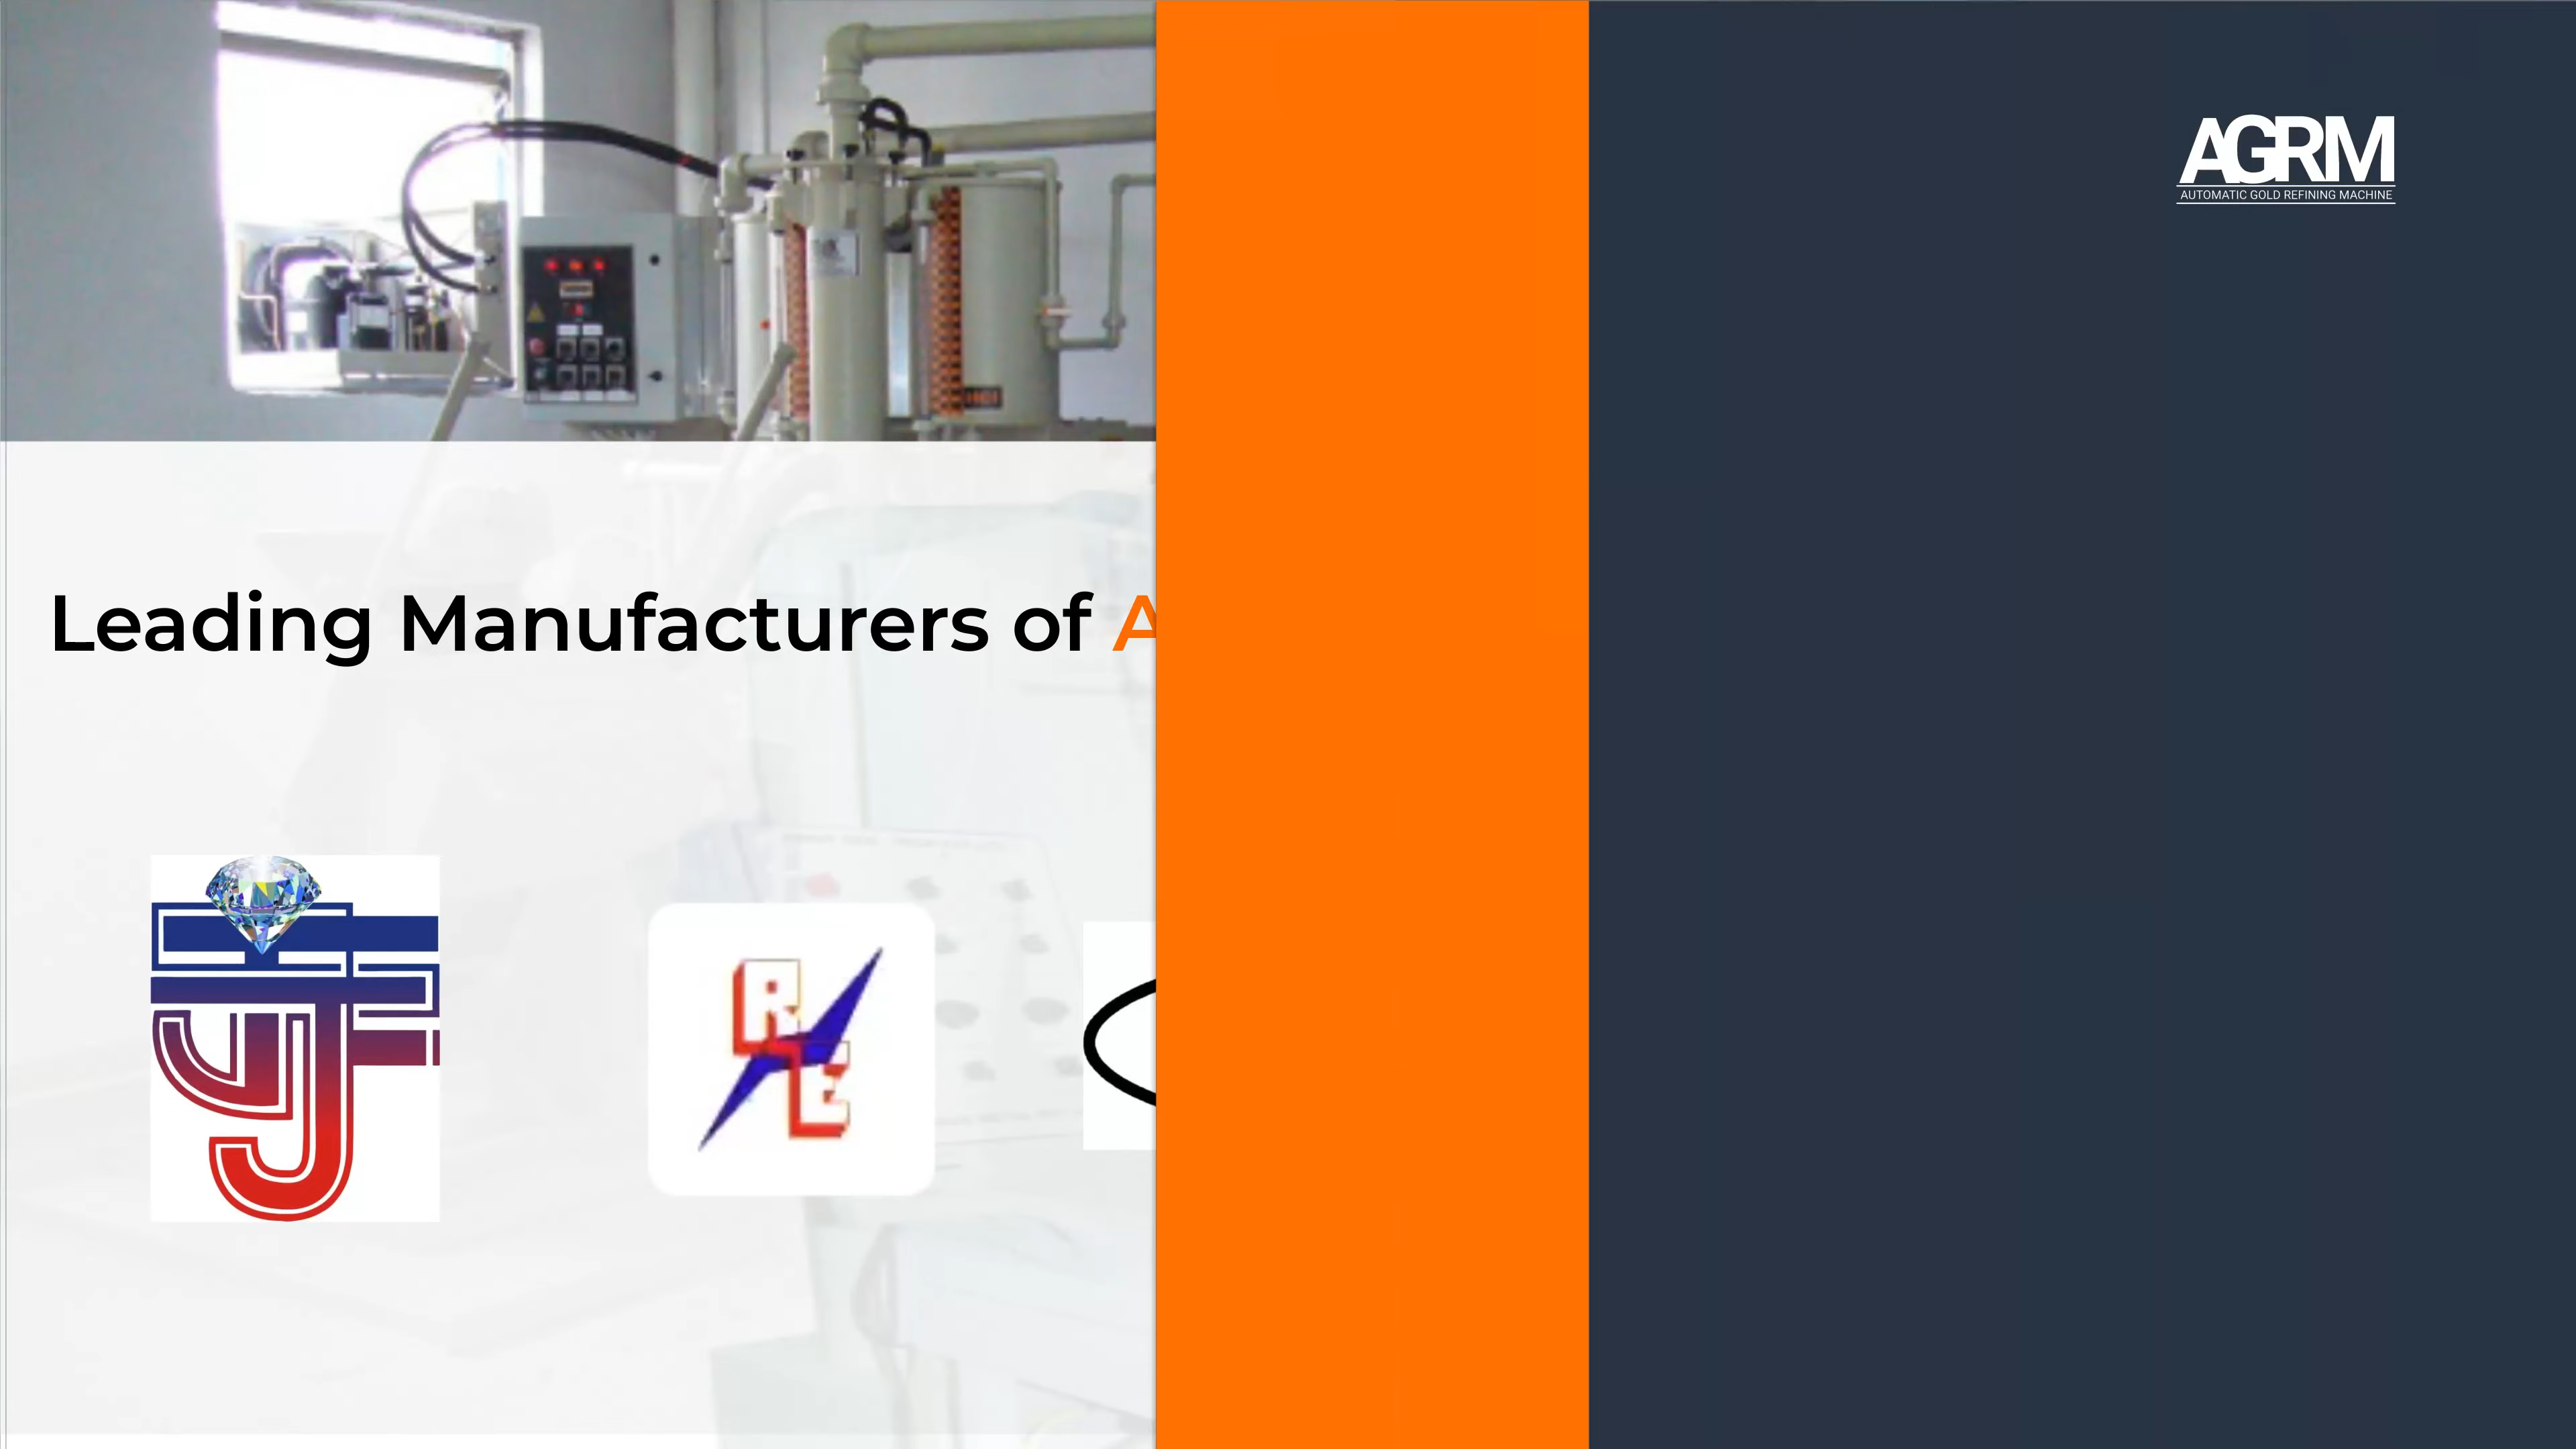 AGRM
AUTOMATIC GOLD REFINING MACHINE
Leading Manufacturers of A
R
E